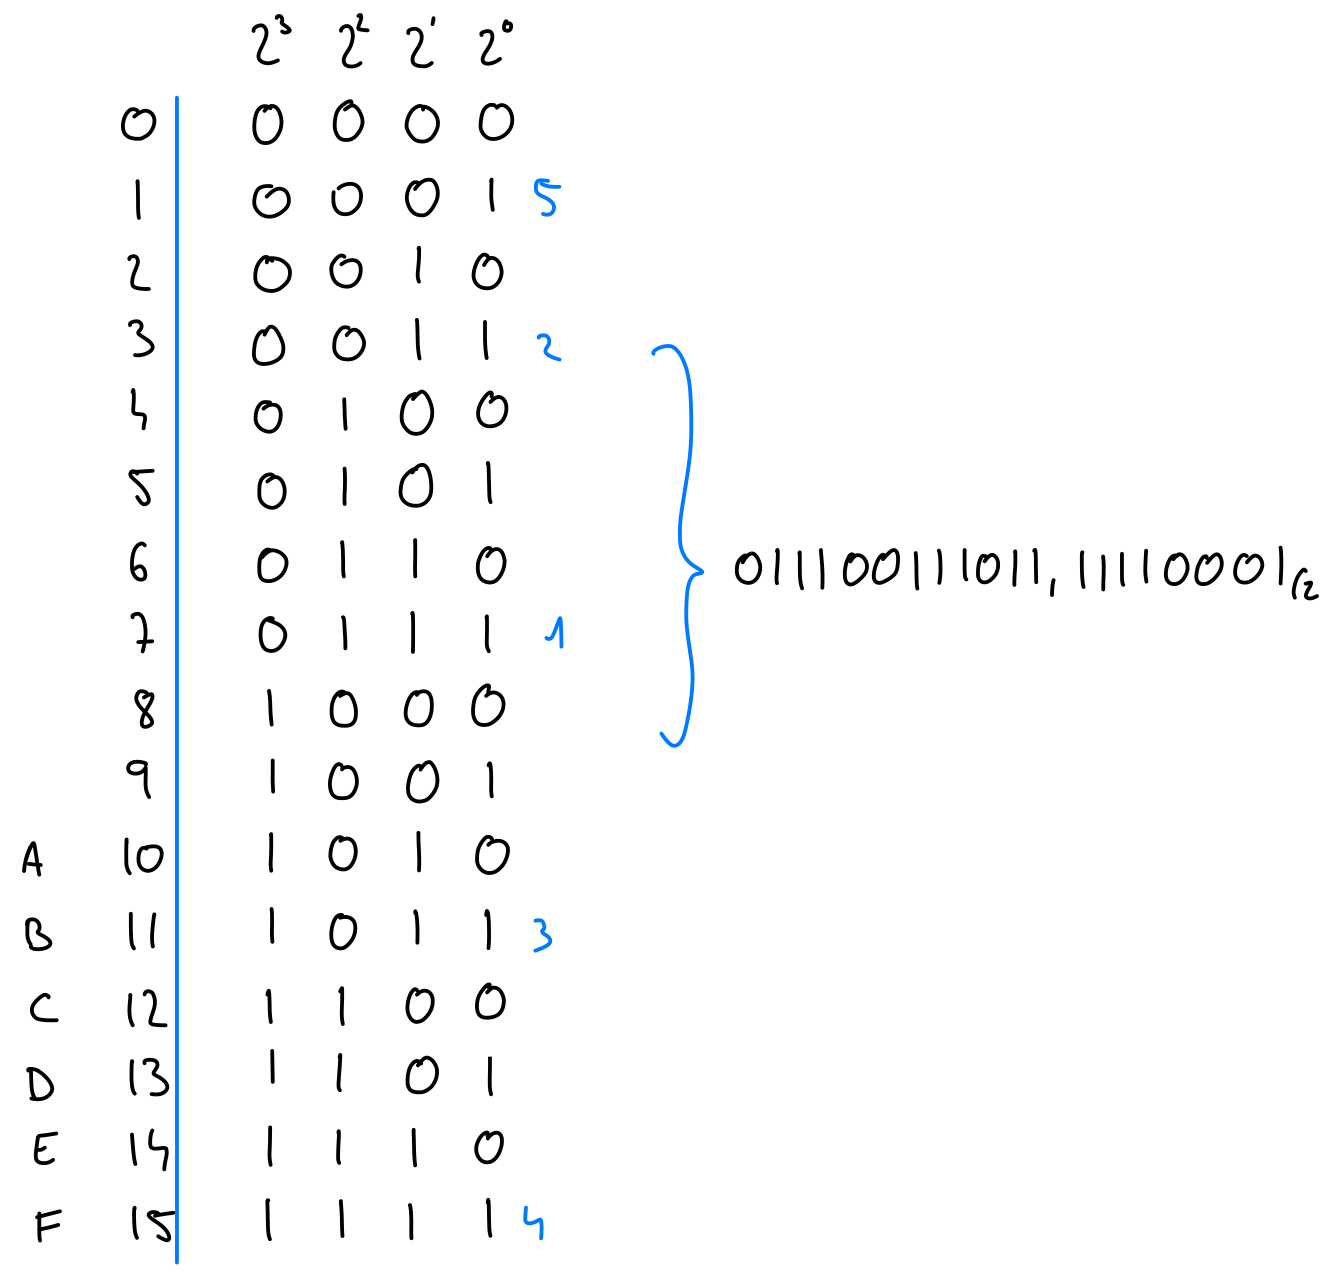 2³ 2² 2¹ 2⁰
0 0 0 0 0
1 0 0 0 1 5
2 0 0 1 0
3 0 0 1 1 2
4 0 1 0 0
5 0 1 0 1
6 0 1 1 0
7 0 1 1 1 1
8 1 0 0 0
9 1 0 0 1
A 10 1 0 1 0
B 11 1 0 1 1 3
C 12 1 1 0 0
D 13 1 1 0 1
E 14 1 1 1 0
F 15 1 1 1 1 4
011100111011,11110001(2